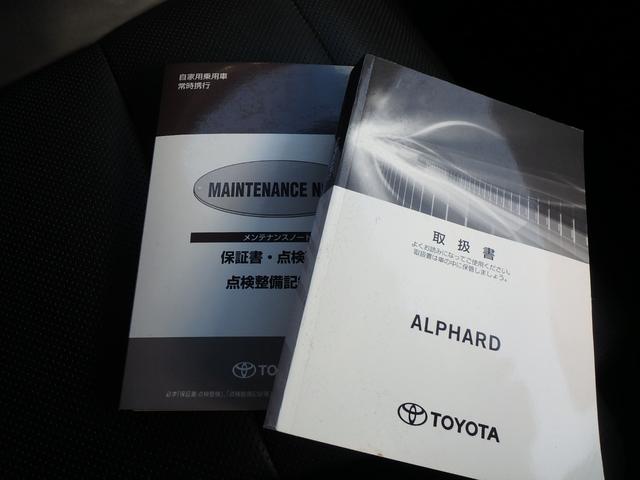 自家用乗用車
常時携行
MAINTENANCE N
メンテナンスノート
保証書・点検
点検整備記
TO
取扱書
よくお読みになってご使用ください。
取扱書は車の中に保管しましょう。
ALPHARD
TOYOTA